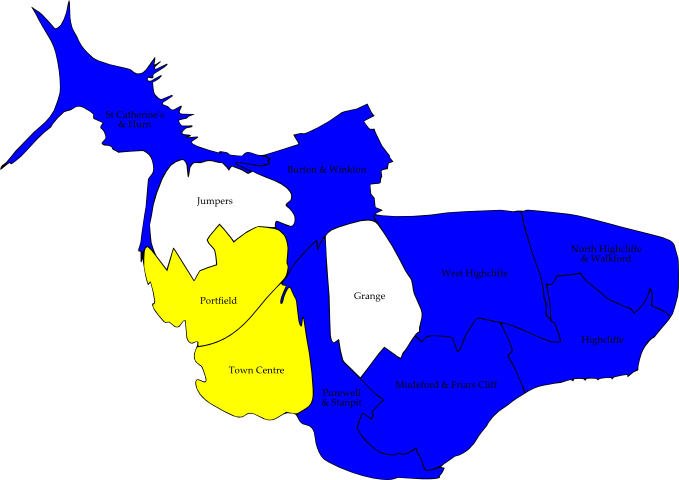 St Catherine's
& Hurn
Burton & Winkton
Jumpers
North Highcliffe
& Walkford
West Highcliffe
Grange
Portfield
Highcliffe
Town Centre
Mudeford & Friars Cliff
Purewell
& Stanpit